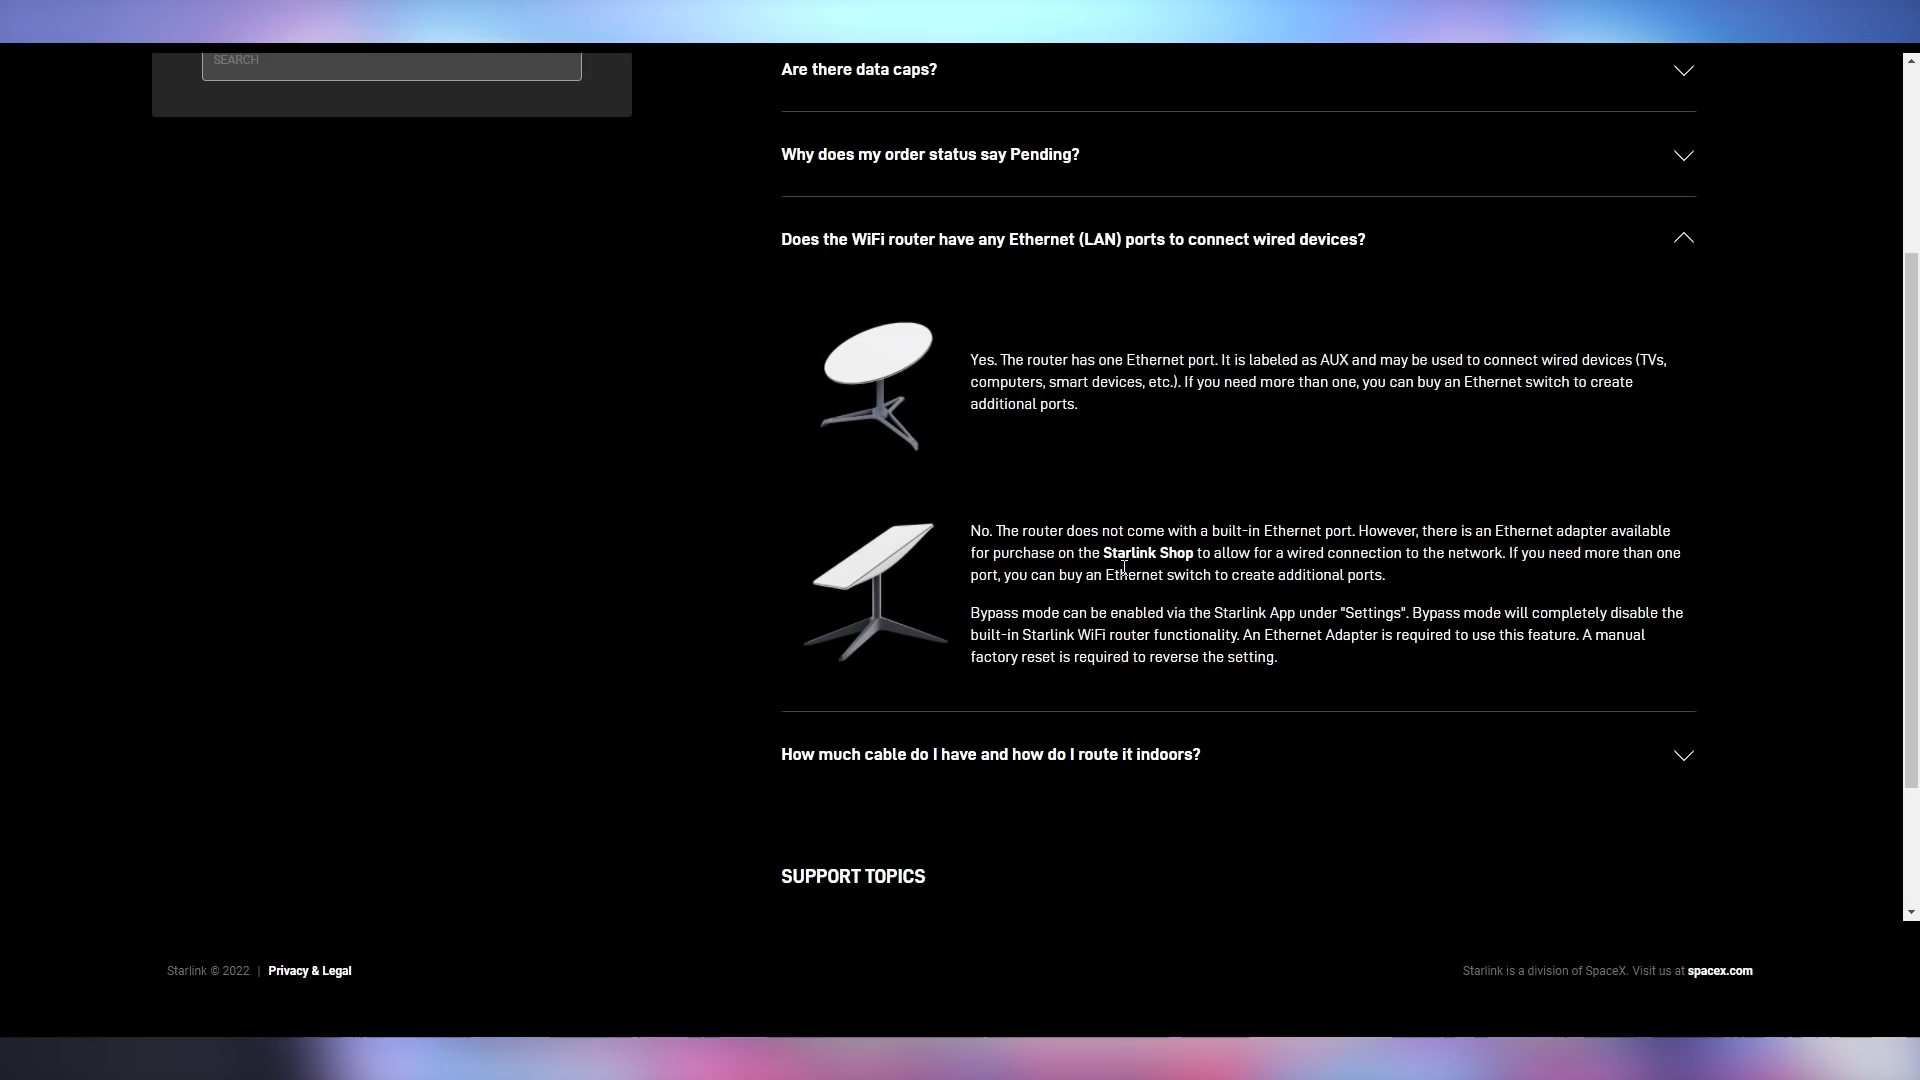 SEARCH
Are there data caps?
Why does my order status say Pending?
Does the WiFi router have any Ethernet (LAN) ports to connect wired devices?
Yes. The router has one Ethernet port. It is labeled as AUX and may be used to connect wired devices (TVs,
computers, smart devices, etc.). If you need more than one, you can buy an Ethernet switch to create
additional ports.
No. The router does not come with a built-in Ethernet port. However, there is an Ethernet adapter available
for purchase on the Starlink Shop to allow for a wired connection to the network. If you need more than one
port, you can buy an Ethernet switch to create additional ports.
Bypass mode can be enabled via the Starlink App under "Settings". Bypass mode will completely disable the
built-in Starlink WiFi router functionality. An Ethernet Adapter is required to use this feature. A manual
factory reset is required to reverse the setting.
How much cable do I have and how do I route it indoors?
SUPPORT TOPICS
Starlink © 2022 | Privacy & Legal
Starlink is a division of SpaceX. Visit us at spacex.com